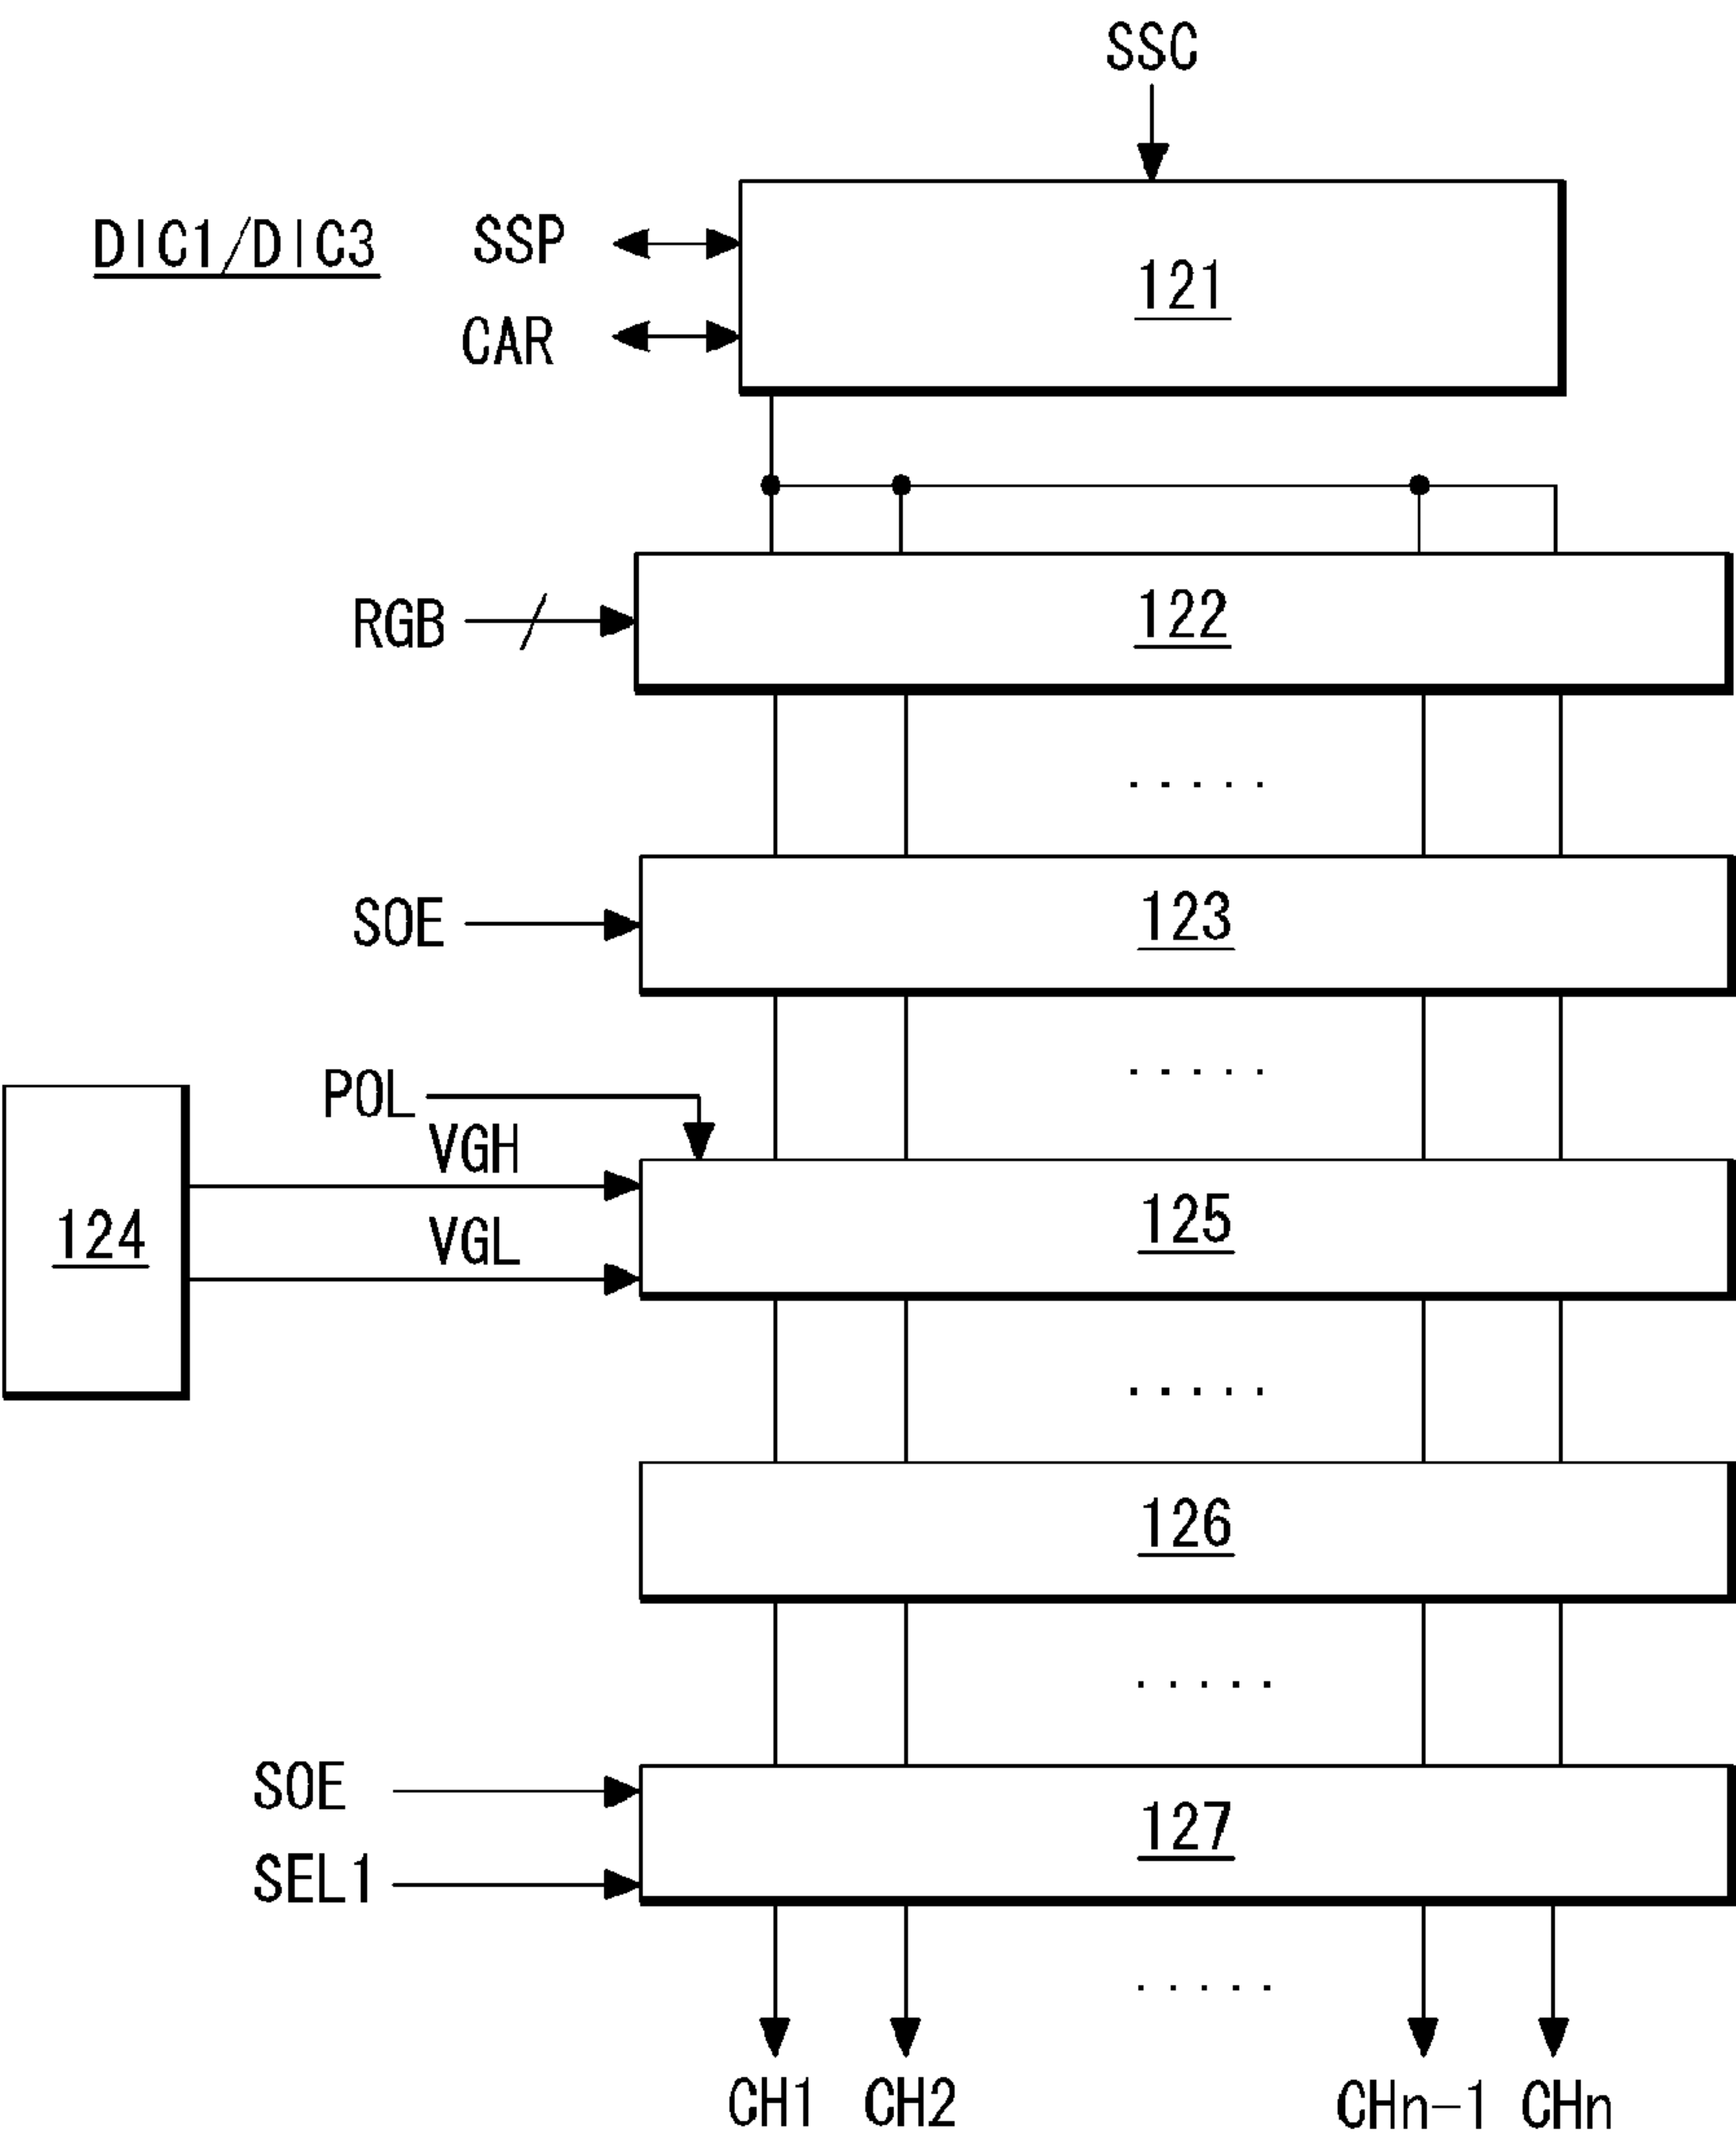 SSC
DIC1/DIC3
SSP
121
CAR
RGB
122
SOE
123
POL
VGH
124
125
VGL
126
SOE
127
SEL1
CH1 CH2 CHn-1 CHn